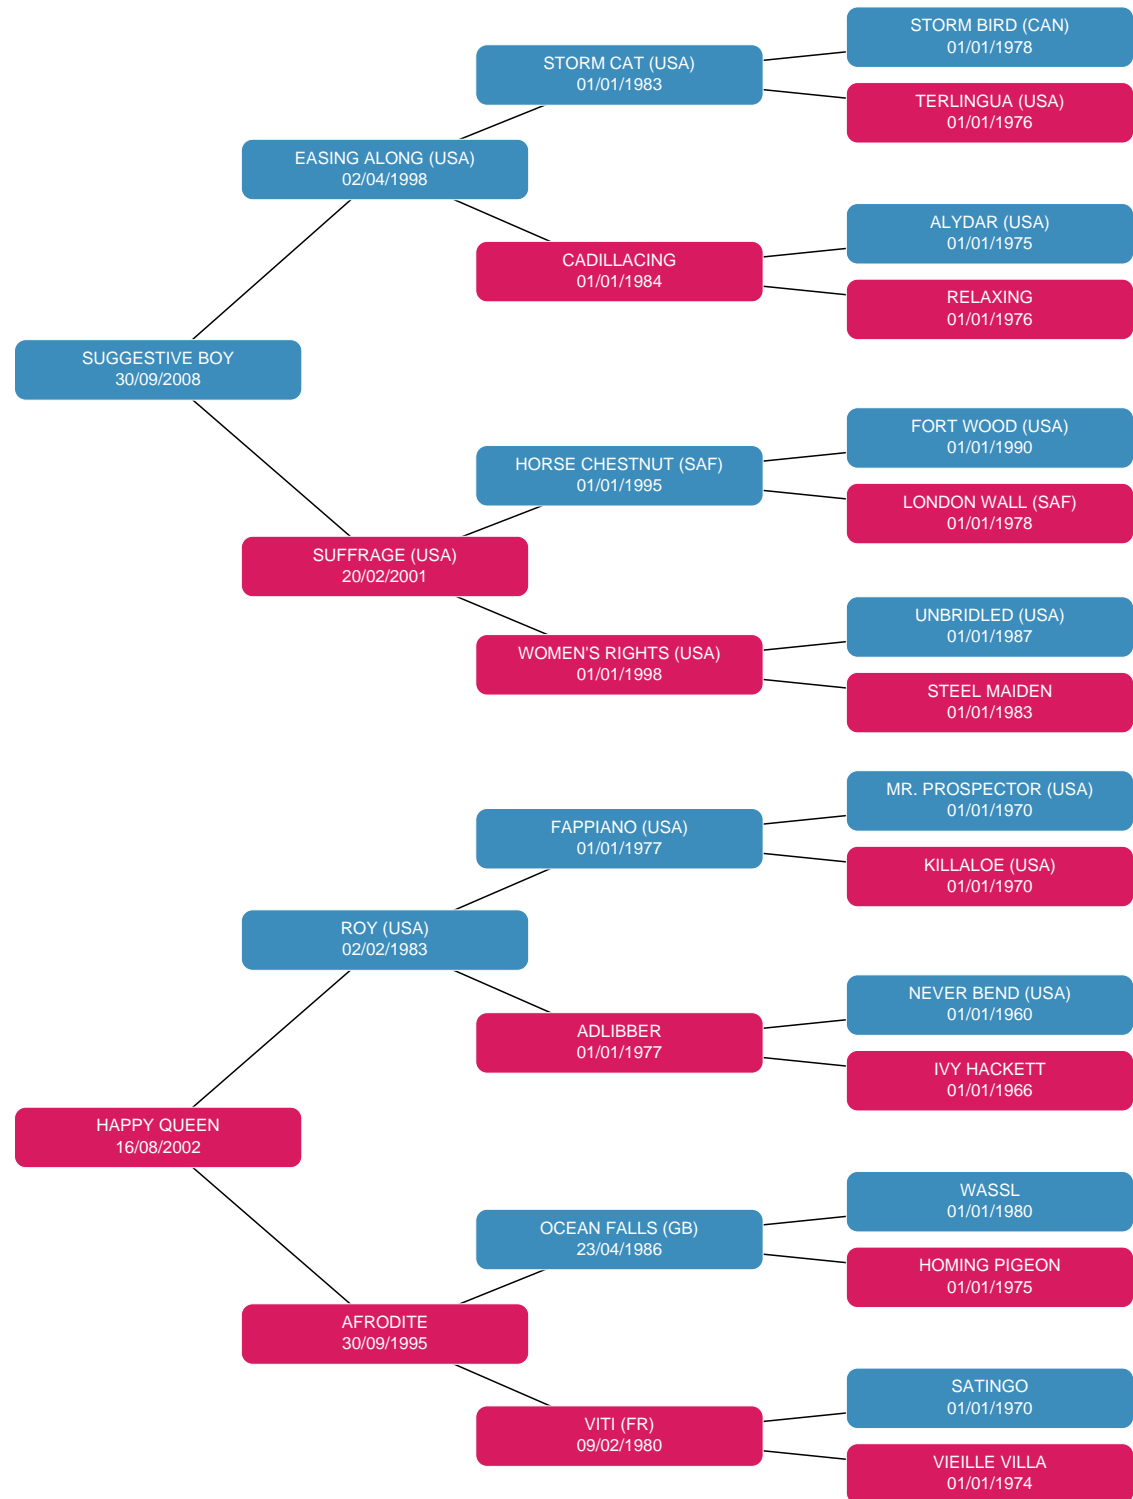 STORM BIRD (CAN)
01/01/1978
STORM CAT (USA)
01/01/1983
TERLINGUA (USA)
01/01/1976
EASING ALONG (USA)
02/04/1998
ALYDAR (USA)
01/01/1975
CADILLACING
01/01/1984
RELAXING
01/01/1976
SUGGESTIVE BOY
30/09/2008
FORT WOOD (USA)
01/01/1990
HORSE CHESTNUT (SAF)
01/01/1995
LONDON WALL (SAF)
01/01/1978
SUFFRAGE (USA)
20/02/2001
UNBRIDLED (USA)
01/01/1987
WOMEN'S RIGHTS (USA)
01/01/1998
STEEL MAIDEN
01/01/1983
MR. PROSPECTOR (USA)
01/01/1970
FAPPIANO (USA)
01/01/1977
KILLALOE (USA)
01/01/1970
ROY (USA)
02/02/1983
NEVER BEND (USA)
01/01/1960
ADLIBBER
01/01/1977
IVY HACKETT
01/01/1966
HAPPY QUEEN
16/08/2002
WASSL
01/01/1980
OCEAN FALLS (GB)
23/04/1986
HOMING PIGEON
01/01/1975
AFRODITE
30/09/1995
SATINGO
01/01/1970
VITI (FR)
09/02/1980
VIEILLE VILLA
01/01/1974